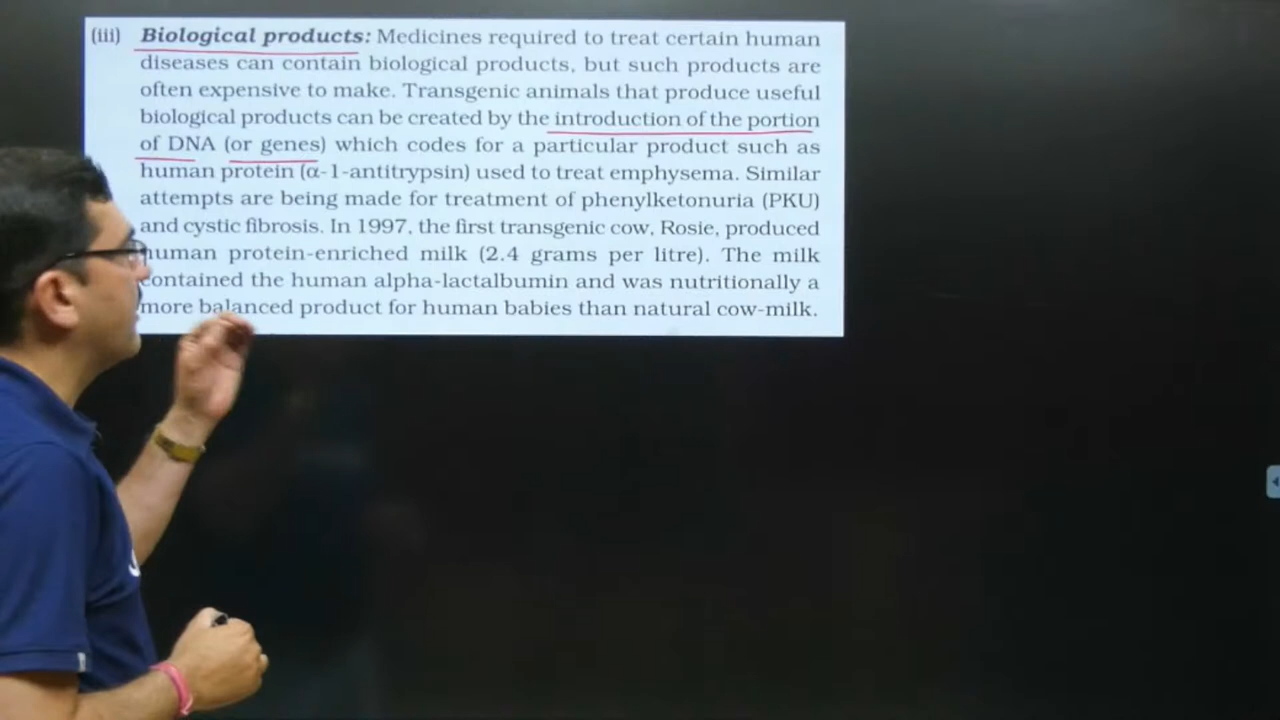 (iii) Biological products: Medicines required to treat certain human
diseases can contain biological products, but such products are
often expensive to make. Transgenic animals that produce useful
biological products can be created by the introduction of the portion
of DNA (or genes) which codes for a particular product such as
human protein (α-1-antitrypsin) used to treat emphysema. Similar
attempts are being made for treatment of phenylketonuria (PKU)
and cystic fibrosis. In 1997, the first transgenic cow, Rosie, produced
human protein-enriched milk (2.4 grams per litre). The milk
contained the human alpha-lactalbumin and was nutritionally a
more balanced product for human babies than natural cow-milk.